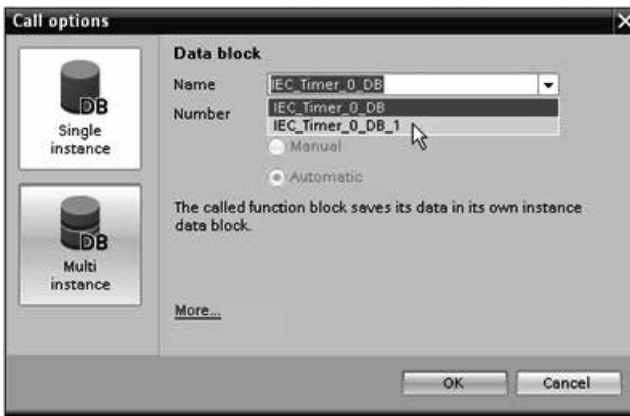 Call options
DB
Single
instance
DB
Multi
instance
Data block
Name
IEC_Timer_0_DB
IEC_Timer_0_DB
IEC_Timer_0_DB_1
Number
Manual
Automatic
The called function block saves its data in its own instance
data block.
More...
OK
Cancel